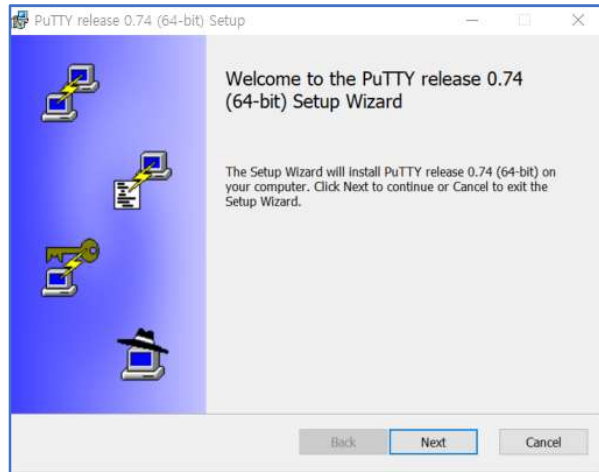 PuTTY release 0.74 (64-bit) Setup
Welcome to the PuTTY release 0.74
(64-bit) Setup Wizard
The Setup Wizard will install PuTTY release 0.74 (64-bit) on
your computer. Click Next to continue or Cancel to exit the
Setup Wizard.
Back Next Cancel